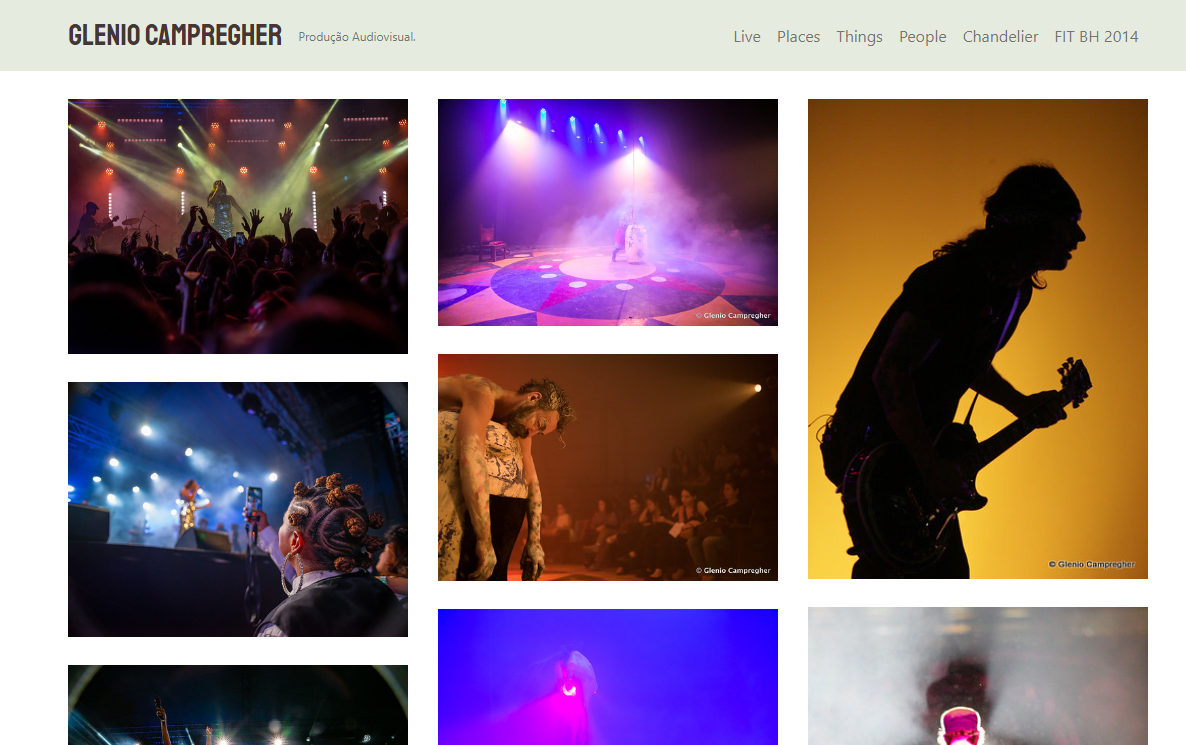 GLENIO CAMPREGHER
Produção Audiovisual.
Live Places Things People Chandelier FIT BH 2014
© Glenio Campregher
© Glenio Campregher
© Glenio Campregher